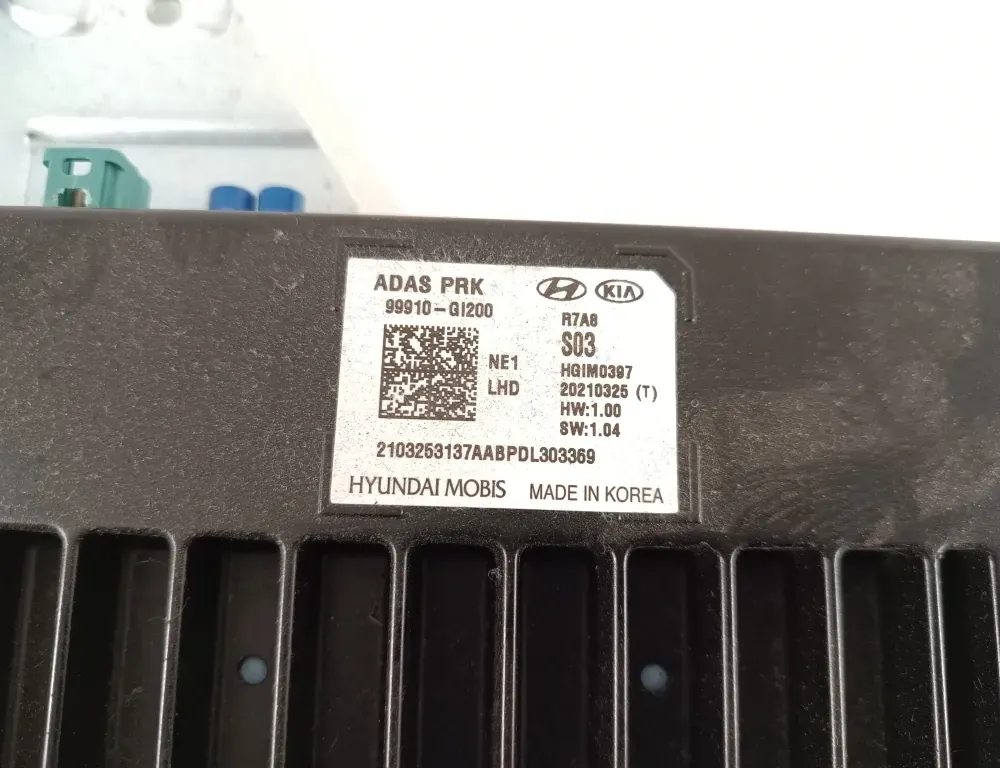 ADAS PRK
99910-GI200
KIA
R7A8
S03
NE1
LHD
HGIM0397
20210325 (T)
HW:1.00
SW:1.04
2103253137AABPDL303369
HYUNDAI MOBIS
MADE IN KOREA